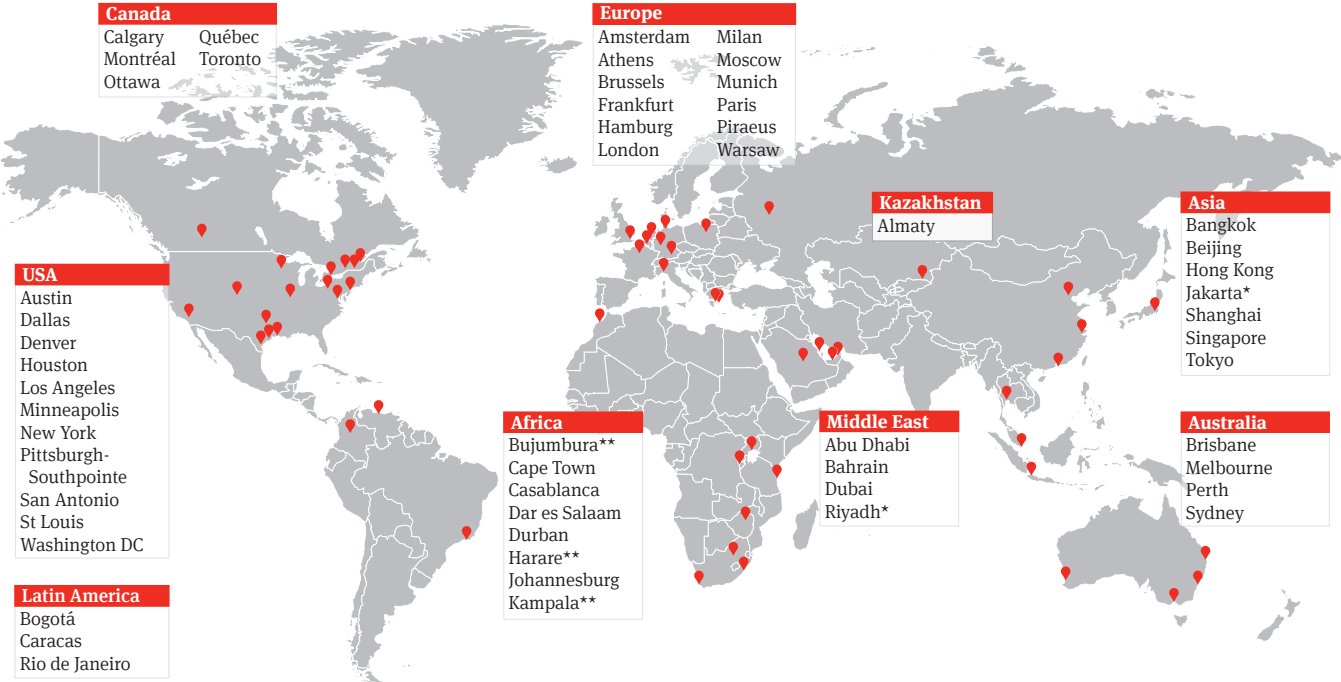 Canada
Calgary Québec
Montréal Toronto
Ottawa
Europe
Amsterdam Milan
Athens Moscow
Brussels Munich
Frankfurt Paris
Hamburg Piraeus
London Warsaw
Kazakhstan
Almaty
Asia
Bangkok
Beijing
Hong Kong
Jakarta★
Shanghai
Singapore
Tokyo
USA
Austin
Dallas
Denver
Houston
Los Angeles
Minneapolis
New York
Pittsburgh-
Southpointe
San Antonio
St Louis
Washington DC
Africa
Bujumbura★★
Cape Town
Casablanca
Dar es Salaam
Durban
Harare★★
Johannesburg
Kampala★★
Middle East
Abu Dhabi
Bahrain
Dubai
Riyadh★
Australia
Brisbane
Melbourne
Perth
Sydney
Latin America
Bogotá
Caracas
Rio de Janeiro